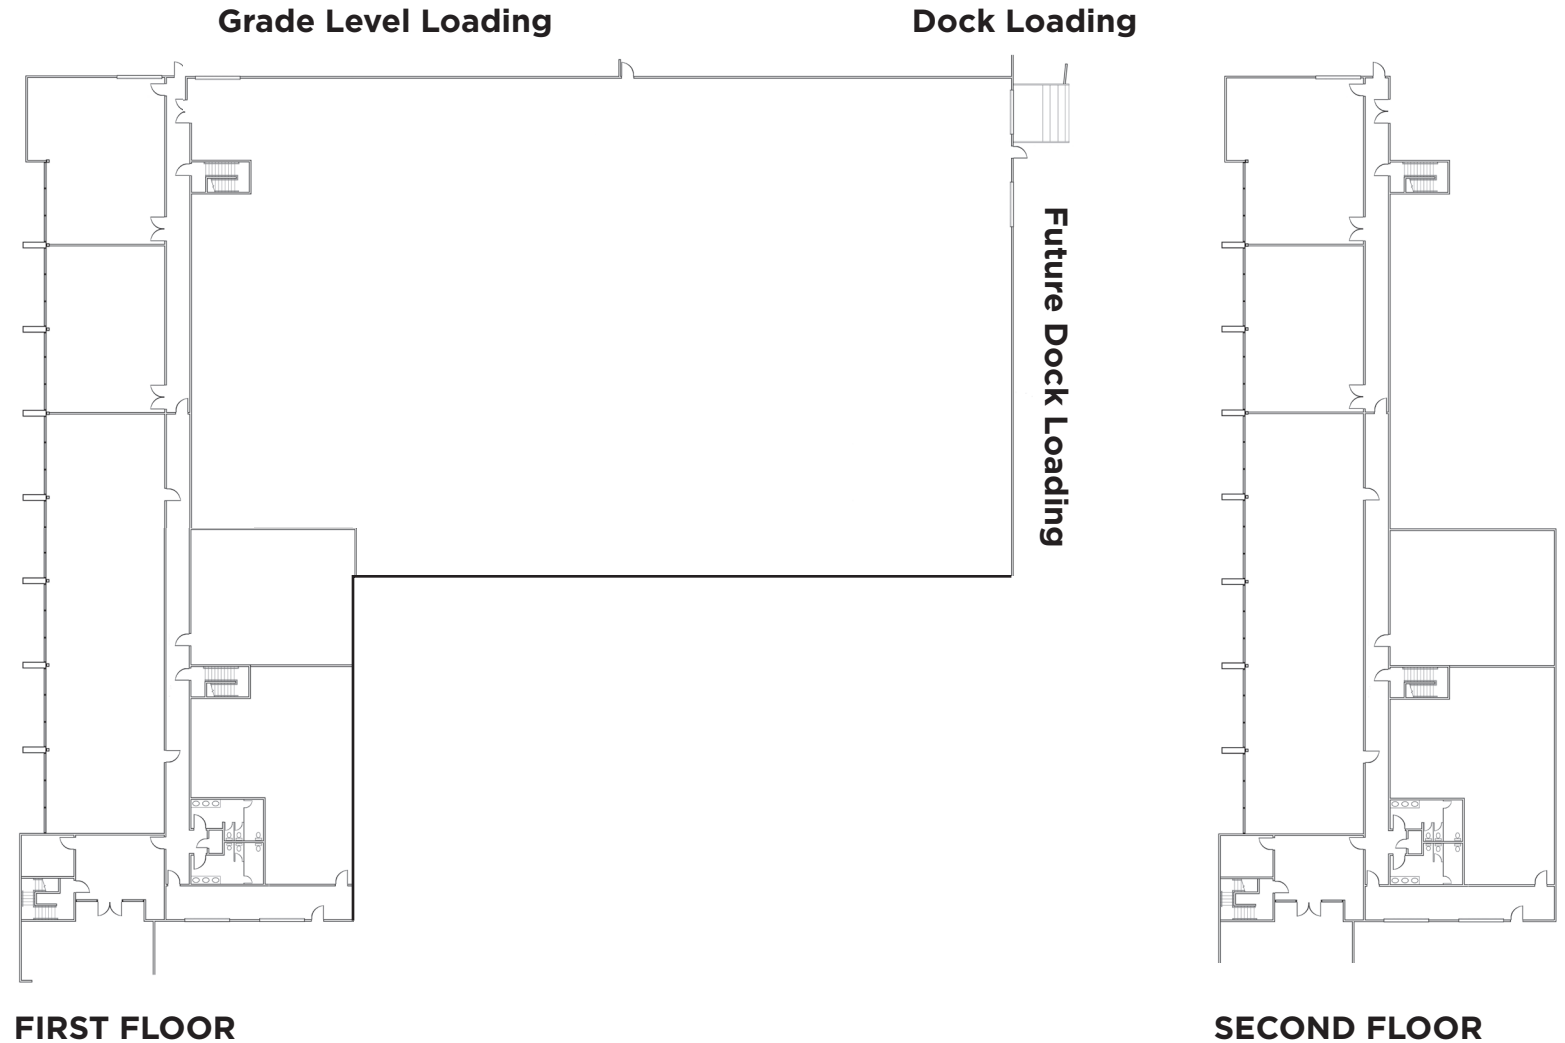 Grade Level Loading
Dock Loading
Future Dock Loading
FIRST FLOOR
SECOND FLOOR